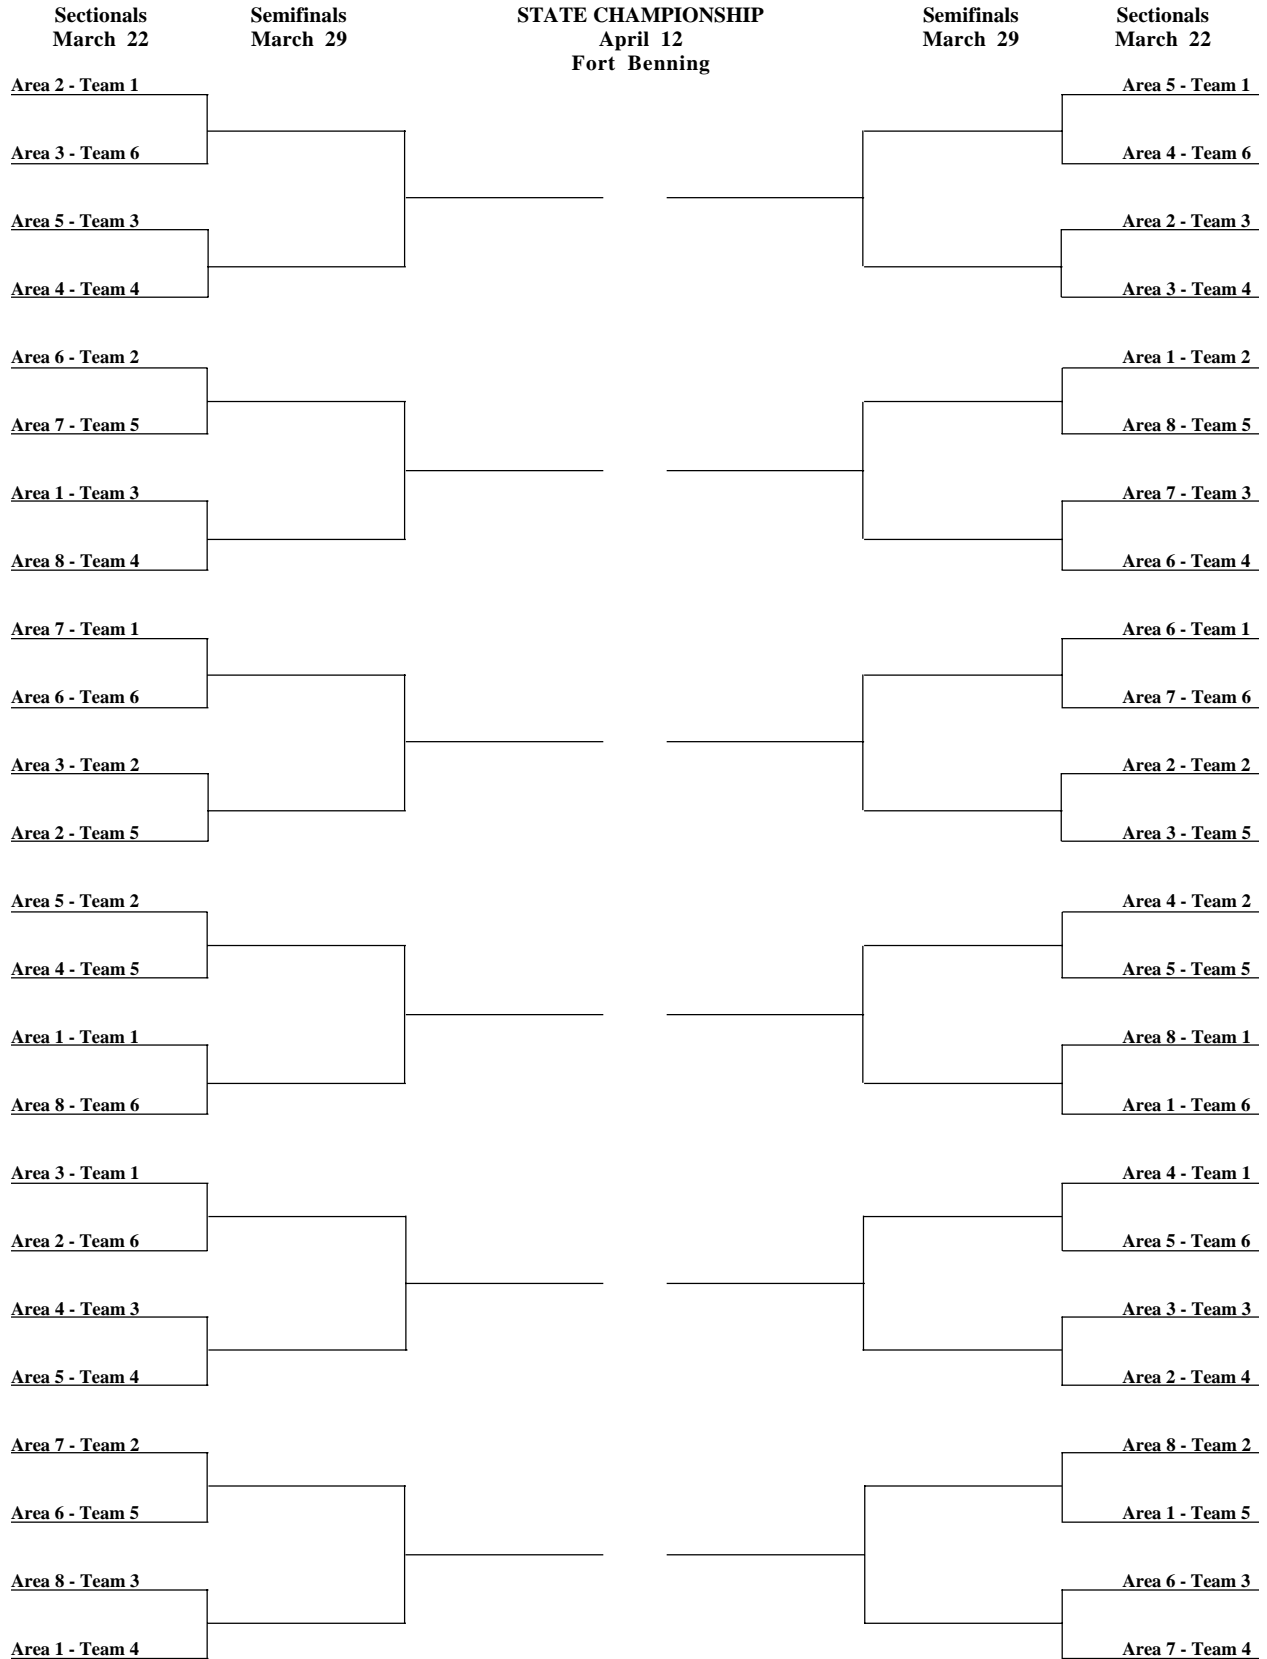 Sectionals Semifinals STATE CHAMPIONSHIP Semifinals Sectionals
March 22 March 29 April 12 March 29 March 22
Fort Benning
Area 2 - Team 1 Area 5 - Team 1
Area 3 - Team 6 Area 4 - Team 6
Area 5 - Team 3 Area 2 - Team 3
Area 4 - Team 4 Area 3 - Team 4
Area 6 - Team 2 Area 1 - Team 2
Area 7 - Team 5 Area 8 - Team 5
Area 1 - Team 3 Area 7 - Team 3
Area 8 - Team 4 Area 6 - Team 4
Area 7 - Team 1 Area 6 - Team 1
Area 6 - Team 6 Area 7 - Team 6
Area 3 - Team 2 Area 2 - Team 2
Area 2 - Team 5 Area 3 - Team 5
Area 5 - Team 2 Area 4 - Team 2
Area 4 - Team 5 Area 5 - Team 5
Area 1 - Team 1 Area 8 - Team 1
Area 8 - Team 6 Area 1 - Team 6
Area 3 - Team 1 Area 4 - Team 1
Area 2 - Team 6 Area 5 - Team 6
Area 4 - Team 3 Area 3 - Team 3
Area 5 - Team 4 Area 2 - Team 4
Area 7 - Team 2 Area 8 - Team 2
Area 6 - Team 5 Area 1 - Team 5
Area 8 - Team 3 Area 6 - Team 3
Area 1 - Team 4 Area 7 - Team 4